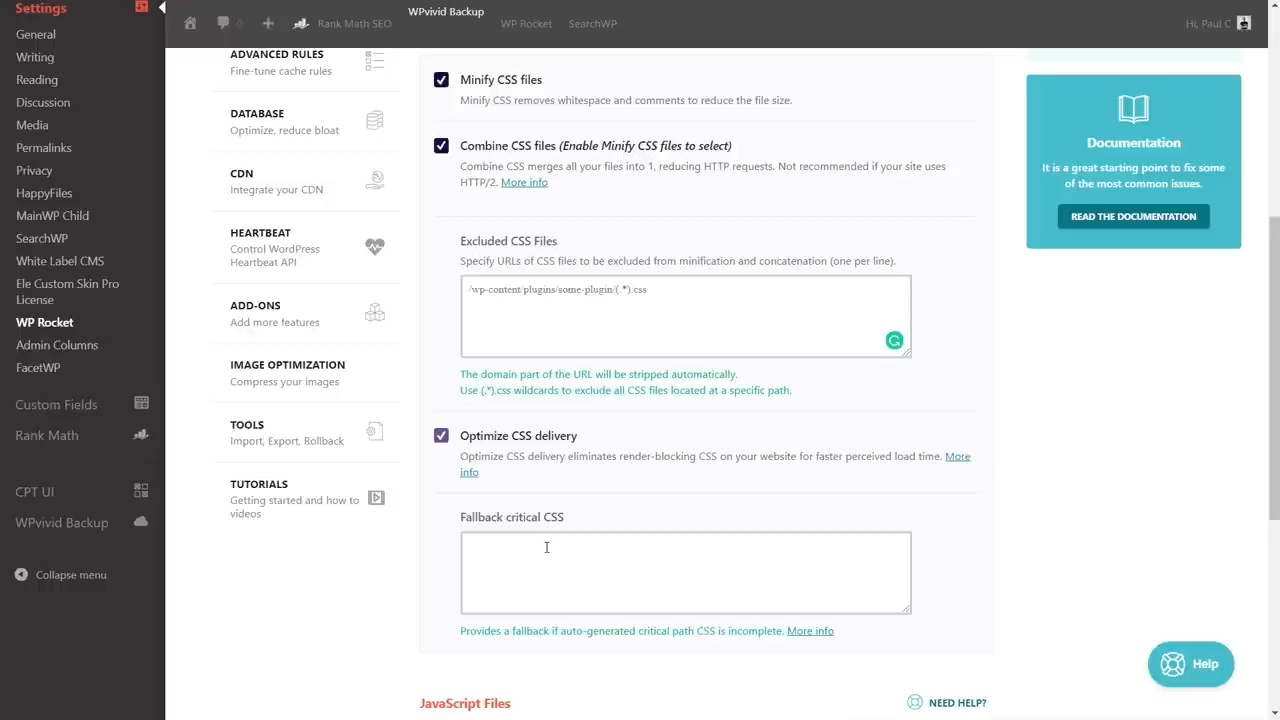 Settings
General
Writing
Reading
Discussion
Media
Permalinks
Privacy
HappyFiles
MainWP Child
SearchWP
White Label CMS
Ele Custom Skin Pro
License
WP Rocket
Admin Columns
FacetWP
Custom Fields
Rank Math
CPT UI
WPvivid Backup
Collapse menu
0
Rank Math SEO
WPvivid Backup
WP Rocket
SearchWP
Hi, Paul C
ADVANCED RULES
Fine-tune cache rules
DATABASE
Optimize, reduce bloat
CDN
Integrate your CDN
HEARTBEAT
Control WordPress
Heartbeat API
ADD-ONS
Add more features
IMAGE OPTIMIZATION
Compress your images
TOOLS
Import, Export, Rollback
TUTORIALS
Getting started and how to
videos
Minify CSS files
Minify CSS removes whitespace and comments to reduce the file size.
Combine CSS files (Enable Minify CSS files to select)
Combine CSS merges all your files into 1, reducing HTTP requests. Not recommended if your site uses
HTTP/2. More info
Excluded CSS Files
Specify URLs of CSS files to be excluded from minification and concatenation (one per line).
/wp-content/plugins/some-plugin/(.*).css
The domain part of the URL will be stripped automatically.
Use (.*).css wildcards to exclude all CSS files located at a specific path.
Optimize CSS delivery
Optimize CSS delivery eliminates render-blocking CSS on your website for faster perceived load time. More
info
Fallback critical CSS
Provides a fallback if auto-generated critical path CSS is incomplete. More info
JavaScript Files
NEED HELP?
Documentation
It is a great starting point to fix some
of the most common issues.
READ THE DOCUMENTATION
Help